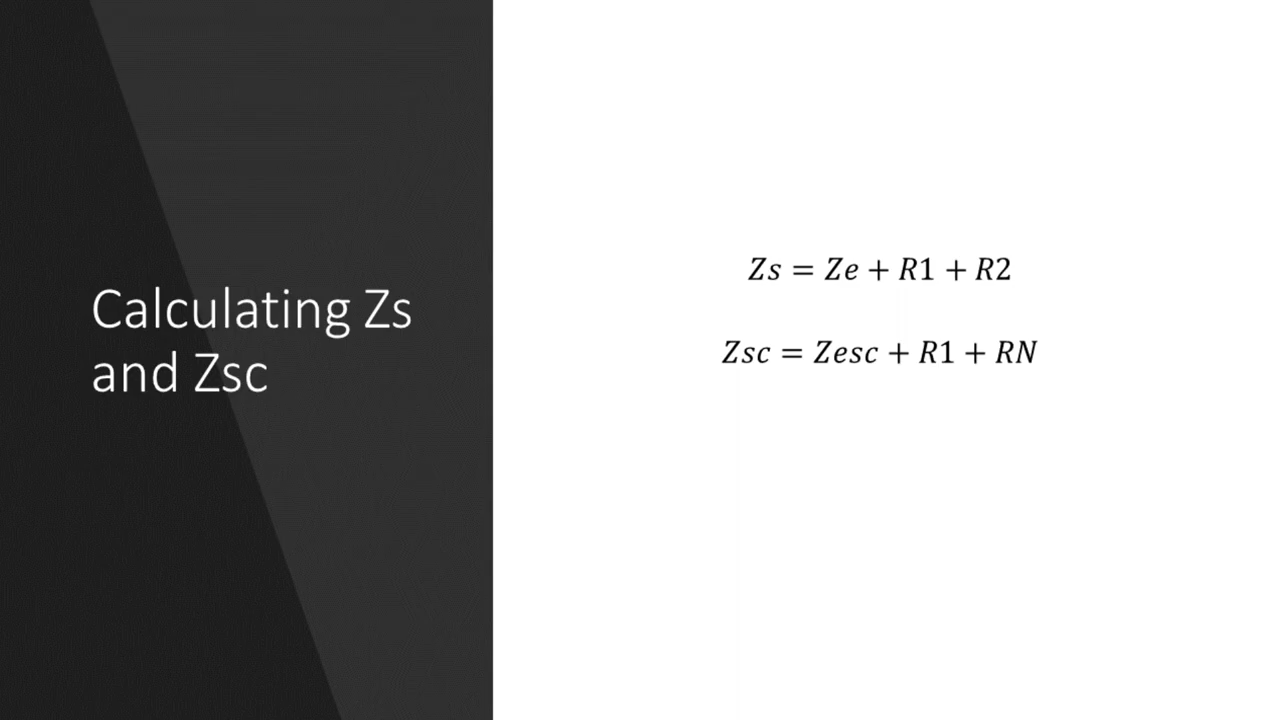 Calculating Zs
and Zsc
Zs = Ze + R1 + R2
Zsc = Zesc + R1 + RN